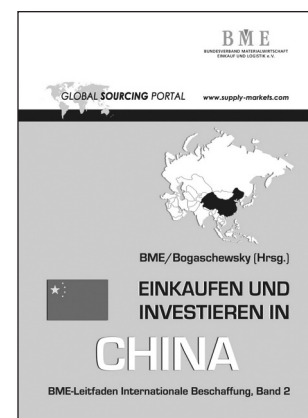 BME
BUNDESVERBAND MATERIALWIRTSCHAFT
EINKAUF UND LOGISTIK e.V.
GLOBAL SOURCING PORTAL www.supply-markets.com
BME/Bogaschewsky (Hrsg.)
EINKAUFEN UND
INVESTIEREN IN
CHINA
BME-Leitfaden Internationale Beschaffung, Band 2